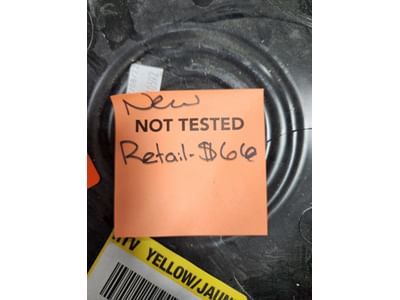 New
NOT TESTED
Retail-$66
YELLOW/JAUN